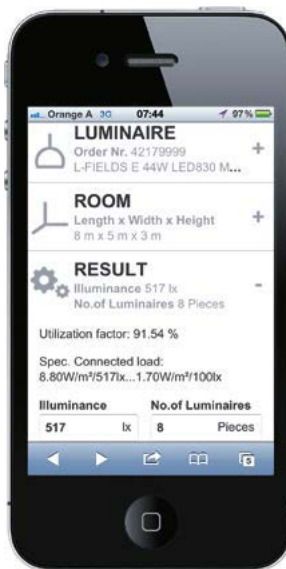 Orange A 3G 07:44 97%
LUMINAIRE
Order Nr. 42179999
L-FIELDS E 44W LED830 M... +
ROOM
Length x Width x Height +
8 m x 5 m x 3 m
RESULT
Illuminance 517 lx -
No.of Luminaires 8 Pieces
Utilization factor: 91.54 %
Spec. Connected load:
8.80W/m²/517lx...1.70W/m²/100lx
Illuminance No.of Luminaires
517 lx 8 Pieces
5